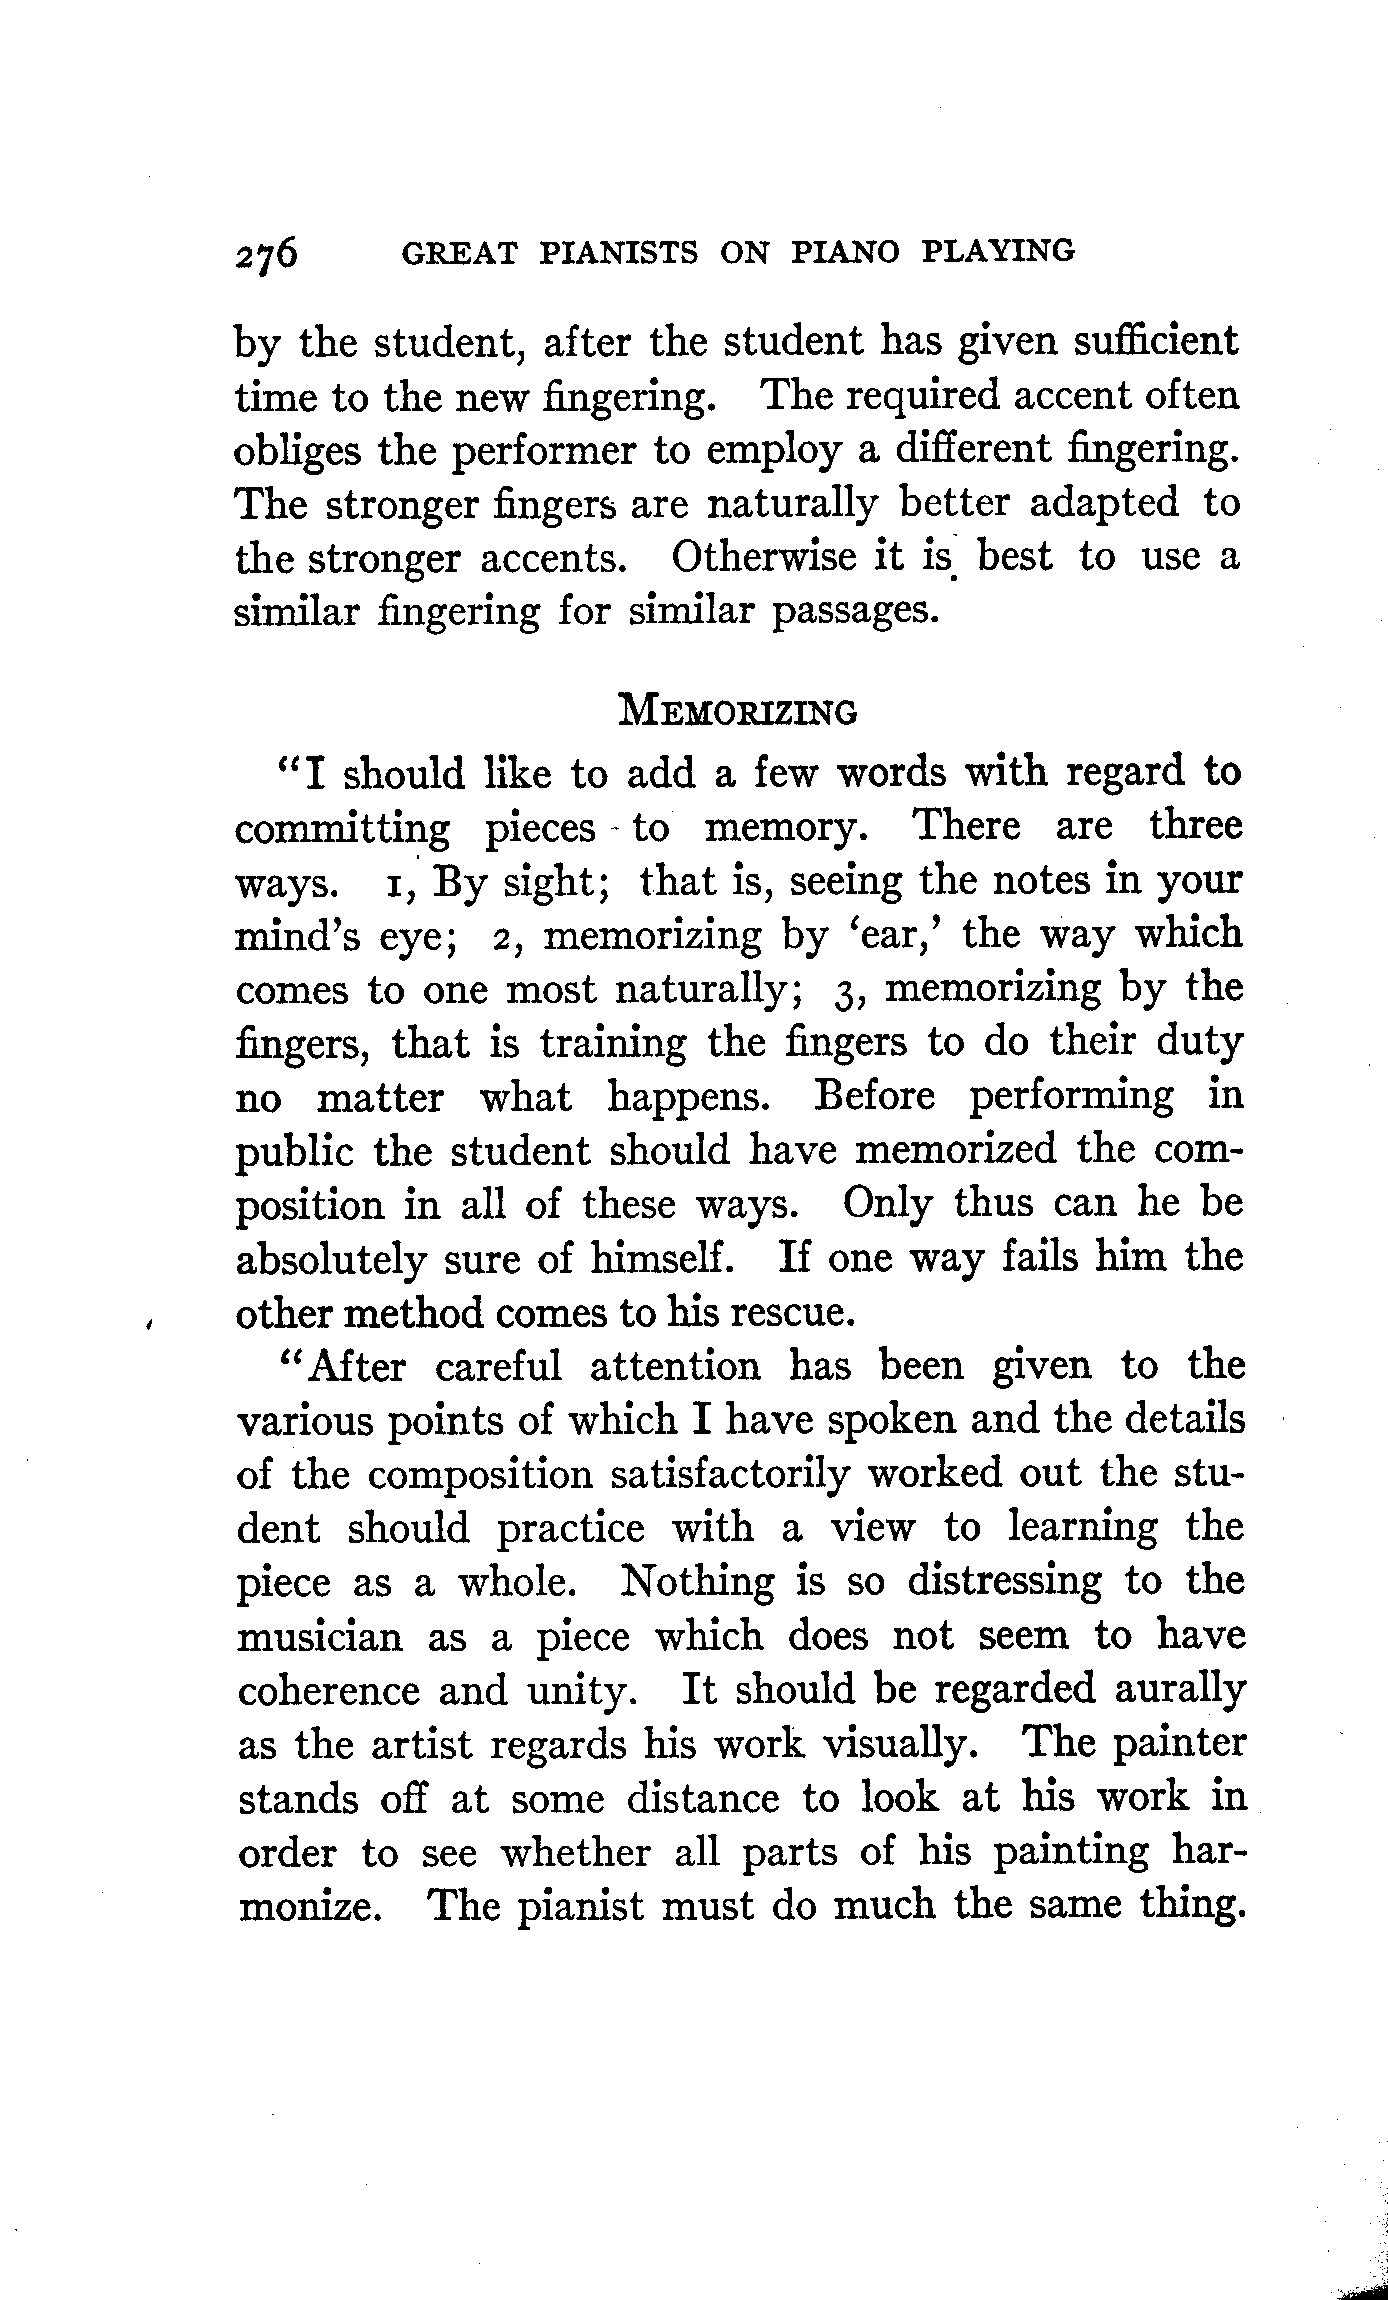 276 GREAT PIANISTS ON PIANO PLAYING
by the student, after the student has given sufficient
time to the new fingering. The required accent often
obliges the performer to employ a different fingering.
The stronger fingers are naturally better adapted to
the stronger accents. Otherwise it is best to use a
similar fingering for similar passages.
MEMORIZING
"I should like to add a few words with regard to
committing pieces to memory. There are three
ways. 1, By sight; that is, seeing the notes in your
mind's eye; 2, memorizing by 'ear,' the way which
comes to one most naturally; 3, memorizing by the
fingers, that is training the fingers to do their duty
no matter what happens. Before performing in
public the student should have memorized the com-
position in all of these ways. Only thus can he be
absolutely sure of himself. If one way fails him the
other method comes to his rescue.
"After careful attention has been given to the
various points of which I have spoken and the details
of the composition satisfactorily worked out the stu-
dent should practice with a view to learning the
piece as a whole. Nothing is so distressing to the
musician as a piece which does not seem to have
coherence and unity. It should be regarded aurally
as the artist regards his work visually. The painter
stands off at some distance to look at his work in
order to see whether all parts of his painting har-
monize. The pianist must do much the same thing.